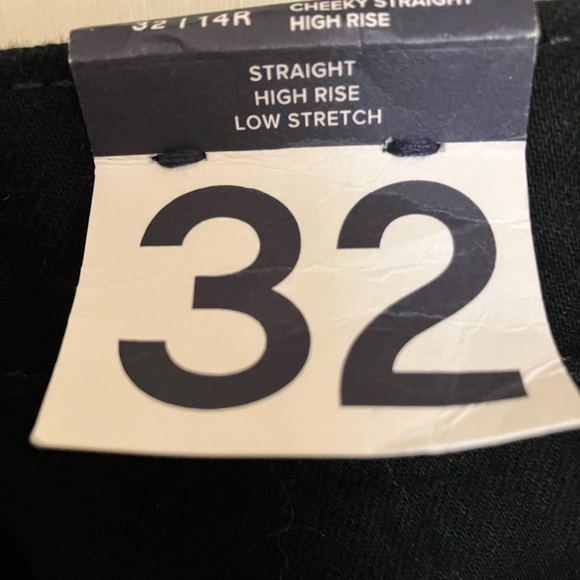 32 / 14R
CHEEKY STRAIGHT
HIGH RISE
STRAIGHT
HIGH RISE
LOW STRETCH
32